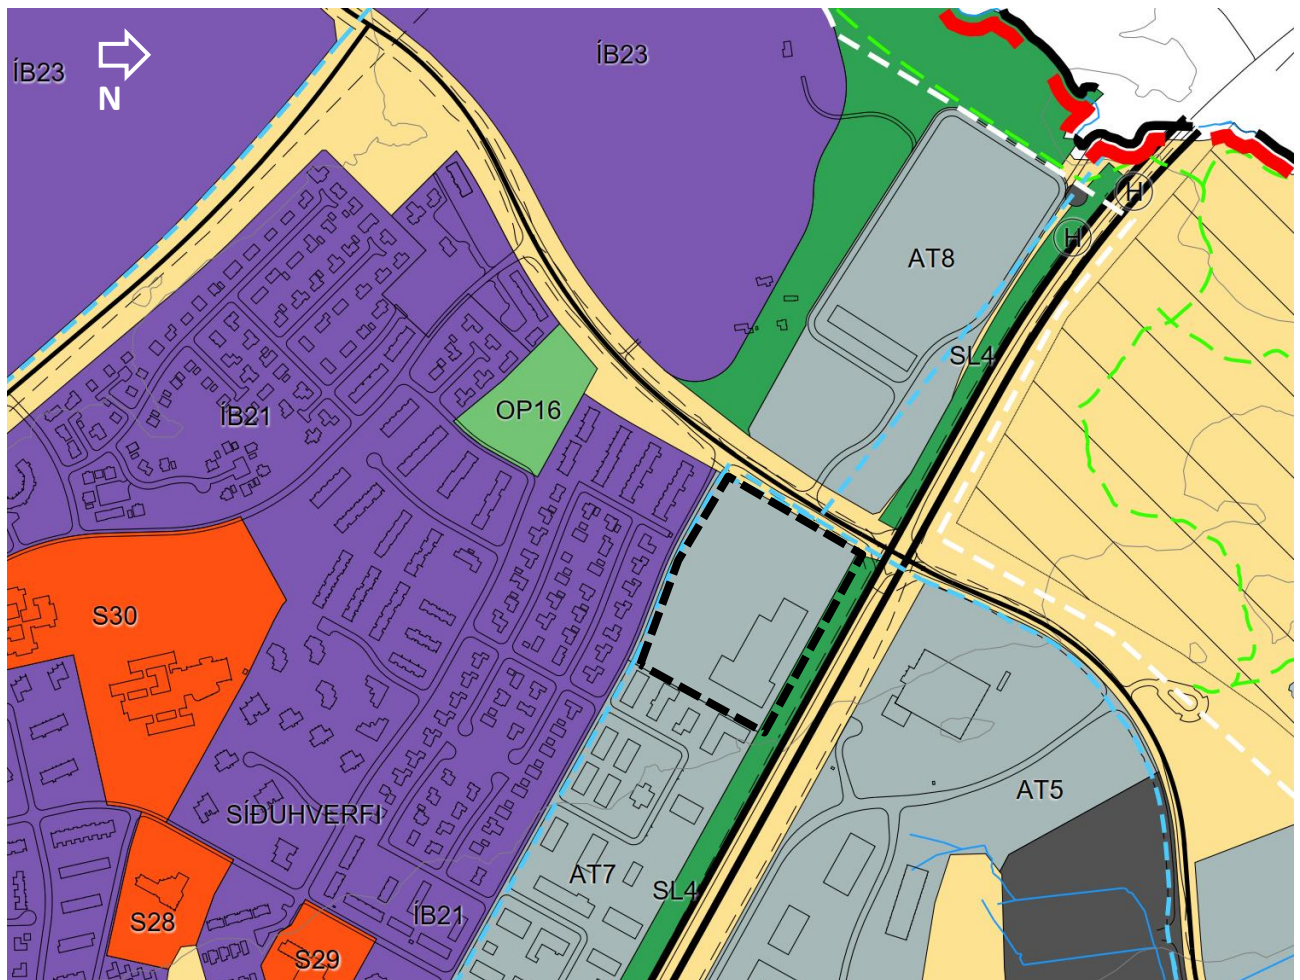 ÍB23
N
ÍB23
H
H
AT8
SL4
OP16
ÍB21
S30
AT5
SÍÐUHVERFI
AT7
SL4
ÍB21
S28
S29